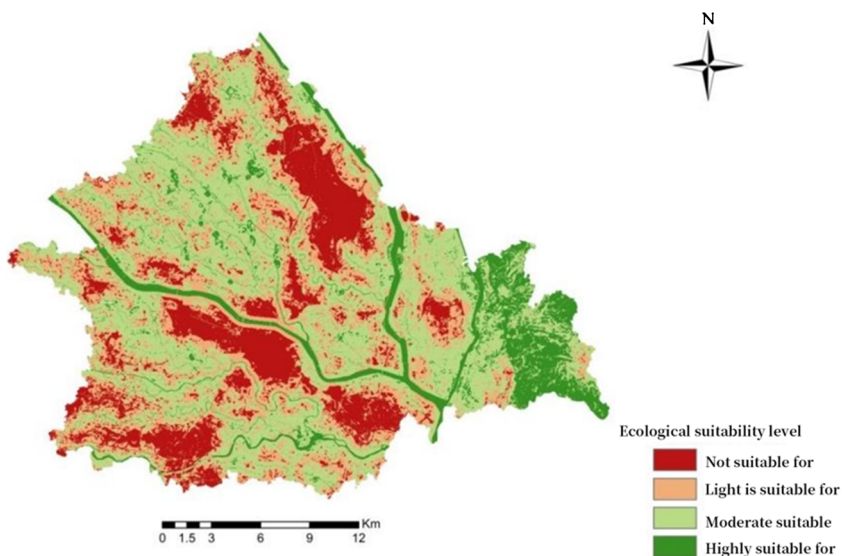 N
Ecological suitability level
Not suitable for
Light is suitable for
Moderate suitable
Highly suitable for
Km
0 1.5 3 6 9 12